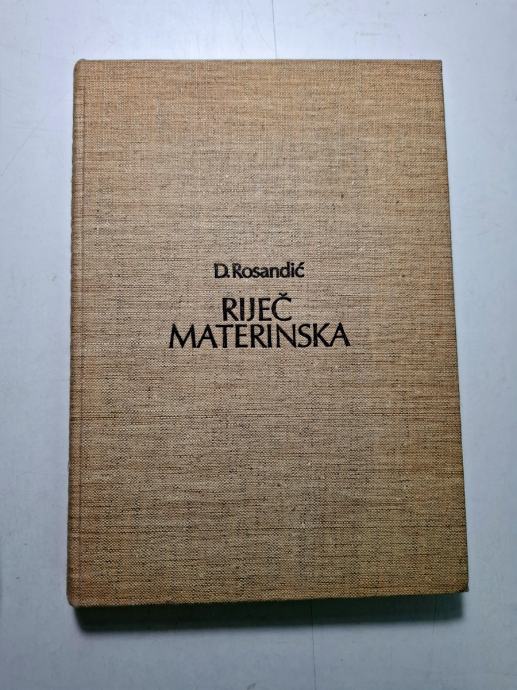 D. Rosandić
RIJEČ
MATERINSKA